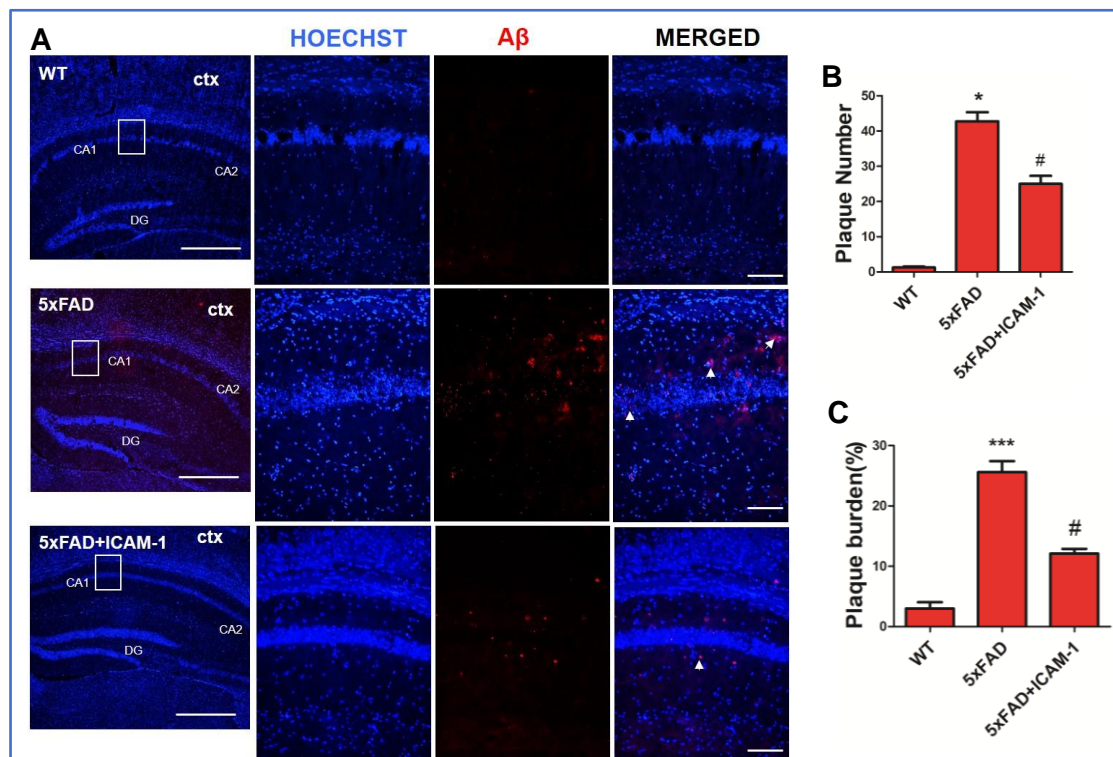 A
HOECHST Aβ MERGED
WT
ctx
CA1
CA2
DG
5xFAD
ctx
CA1
CA2
DG
5xFAD+ICAM-1
ctx
CA1
CA2
DG
B
Plaque Number
50
40
30
20
10
0
*
#
WT
5xFAD
5xFAD+ICAM-1
C
Plaque burden(%)
30
20
10
0
***
#
WT
5xFAD
5xFAD+ICAM-1